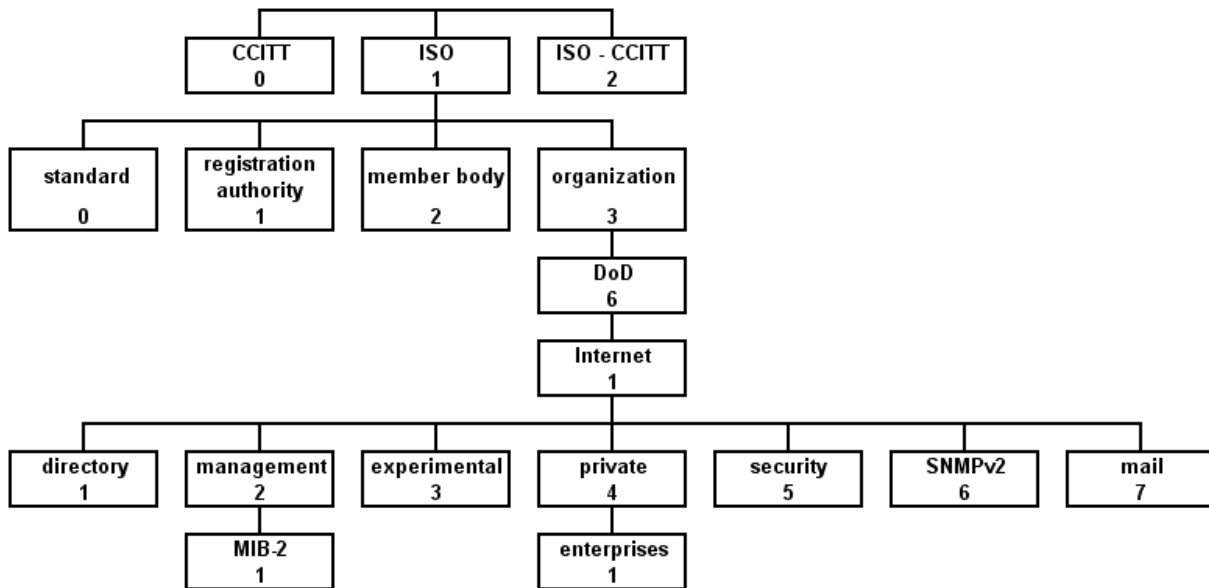 CCITT
0
ISO
1
ISO - CCITT
2
standard
0
registration
authority
1
member body
2
organization
3
DoD
6
Internet
1
directory
1
management
2
experimental
3
private
4
security
5
SNMPv2
6
mail
7
MIB-2
1
enterprises
1